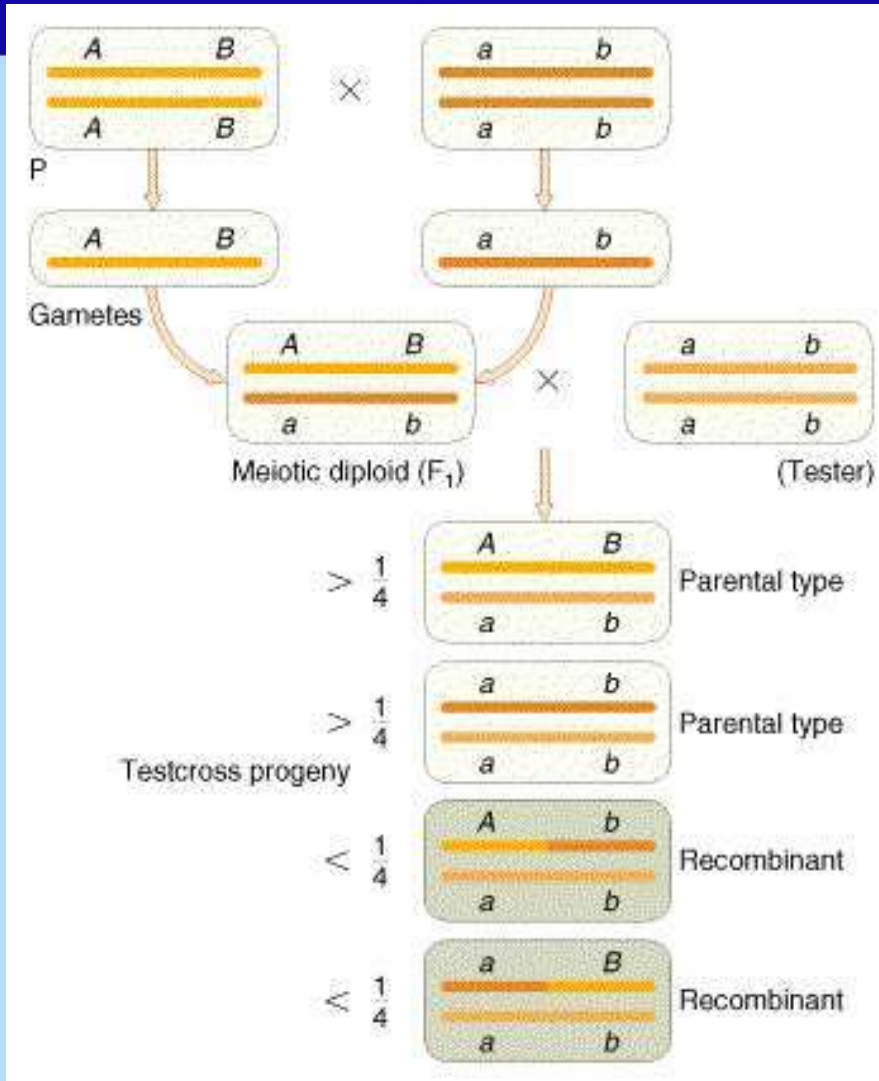 A B a b
×
A B a b
P
A B a b
Gametes
A B a b
×
a b a b
Meiotic diploid (F₁) (Tester)
A B
> 1/4 Parental type
a b
a b
> 1/4 Parental type
Testcross progeny
a b
A b
< 1/4 Recombinant
a b
a B
< 1/4 Recombinant
a b